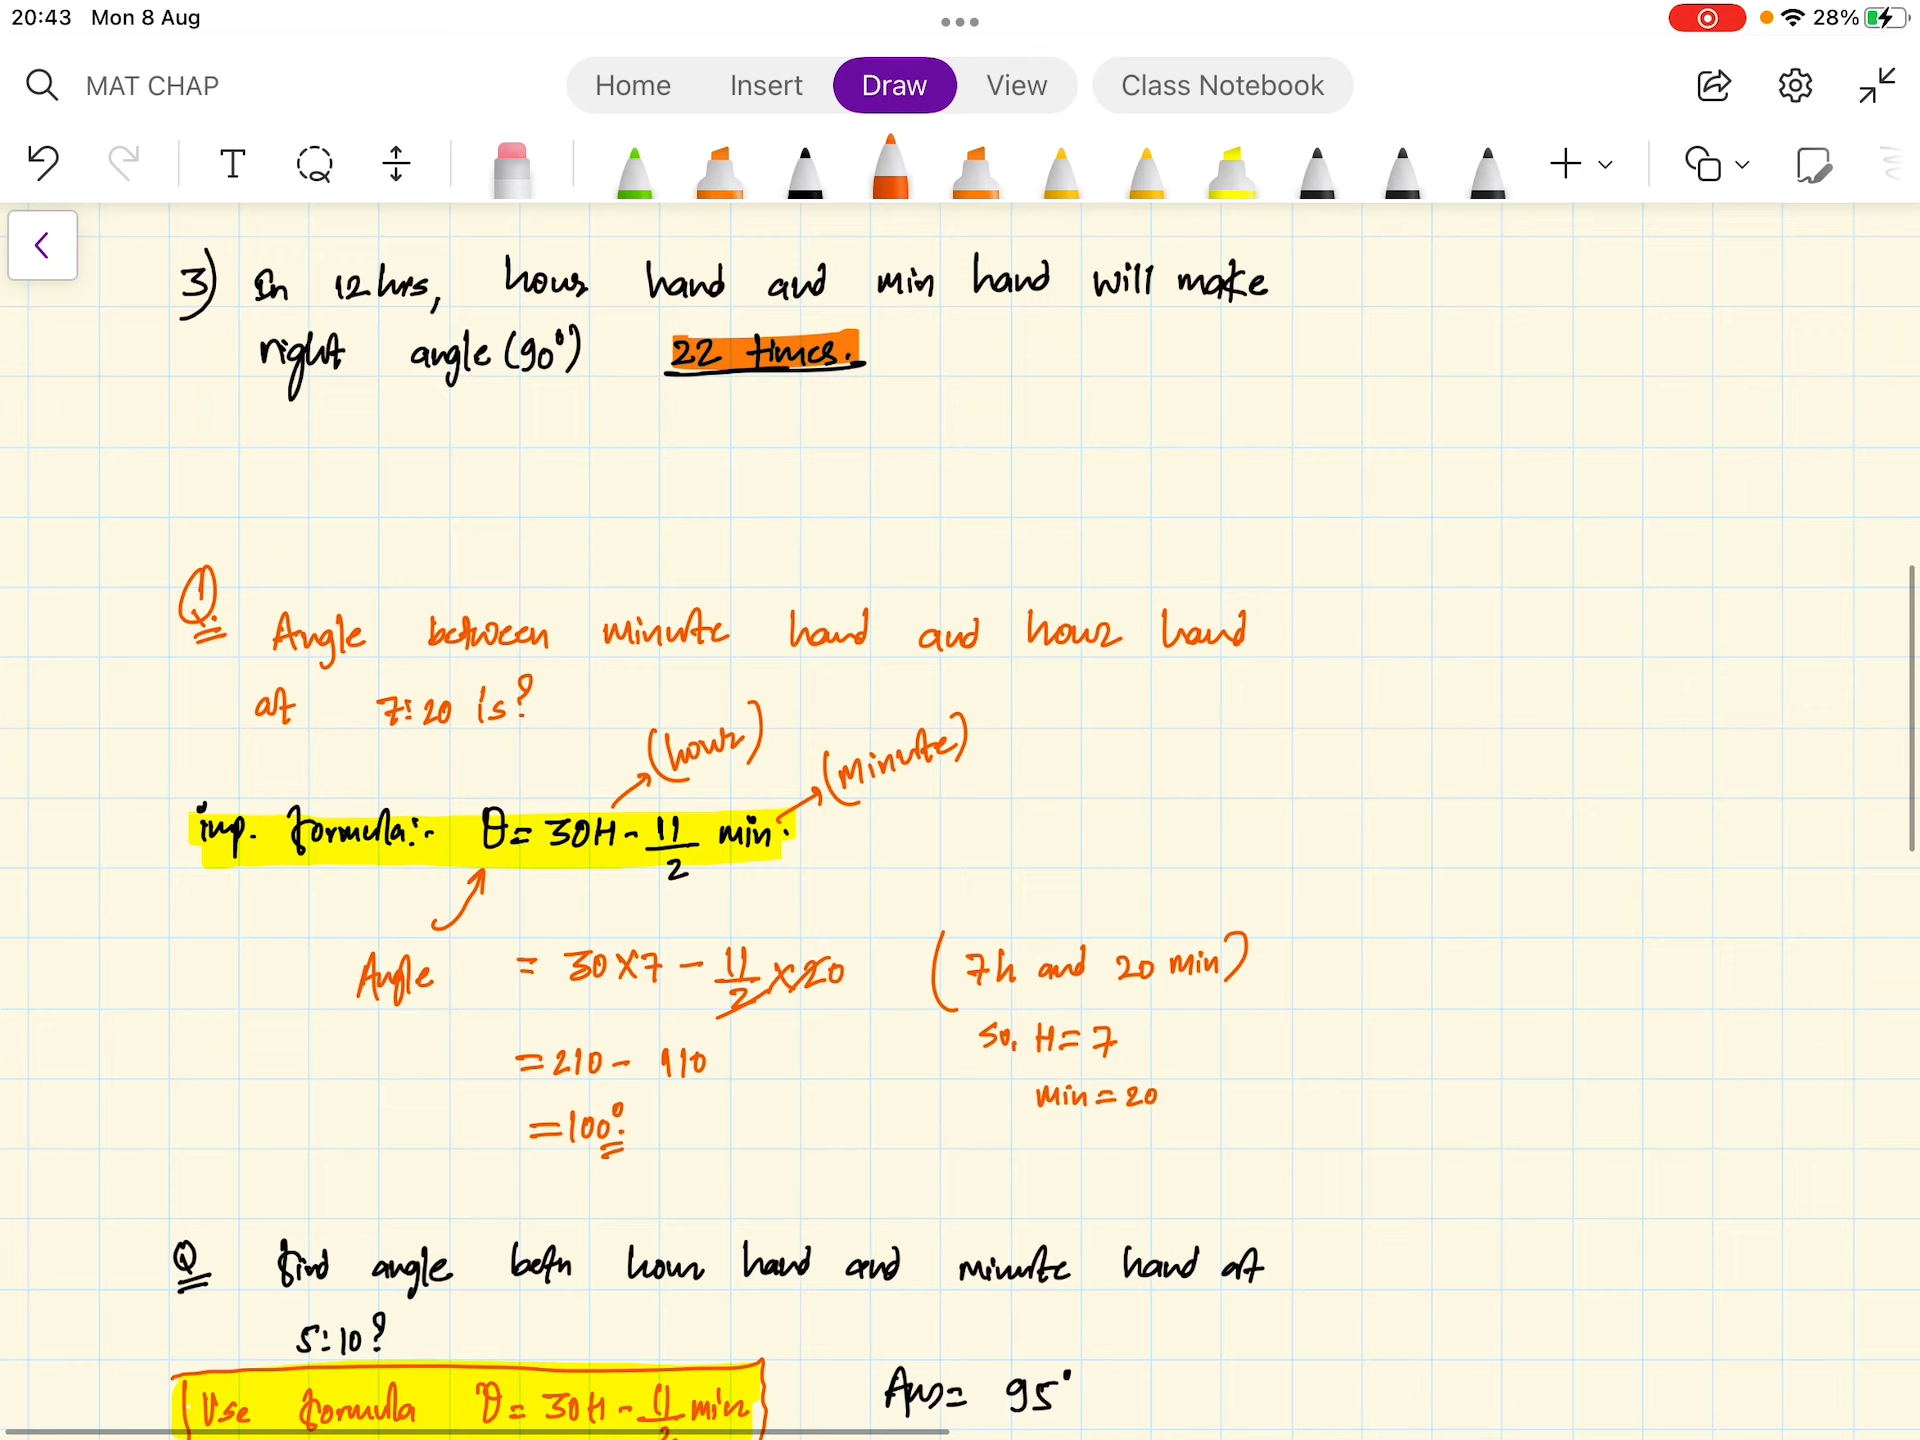 20:43 Mon 8 Aug
28%
MAT CHAP
Home Insert Draw View Class Notebook
T
3) In 12 hrs, hour hand and min hand will make
right angle (90°) 22 times.
Q. Angle between minute hand and hour hand
at 7:20 is?
(hour) (minute)
imp. formula:- θ = 30H - 11/2 min.
Angle = 30×7 - 11/2 ×20 (7h and 20 min)
so, H = 7
= 210 - 110
min = 20
= 100°.
Q find angle betn hour hand and minute hand at
5:10?
Use formula θ = 30H - 11/2 min Ans = 95°